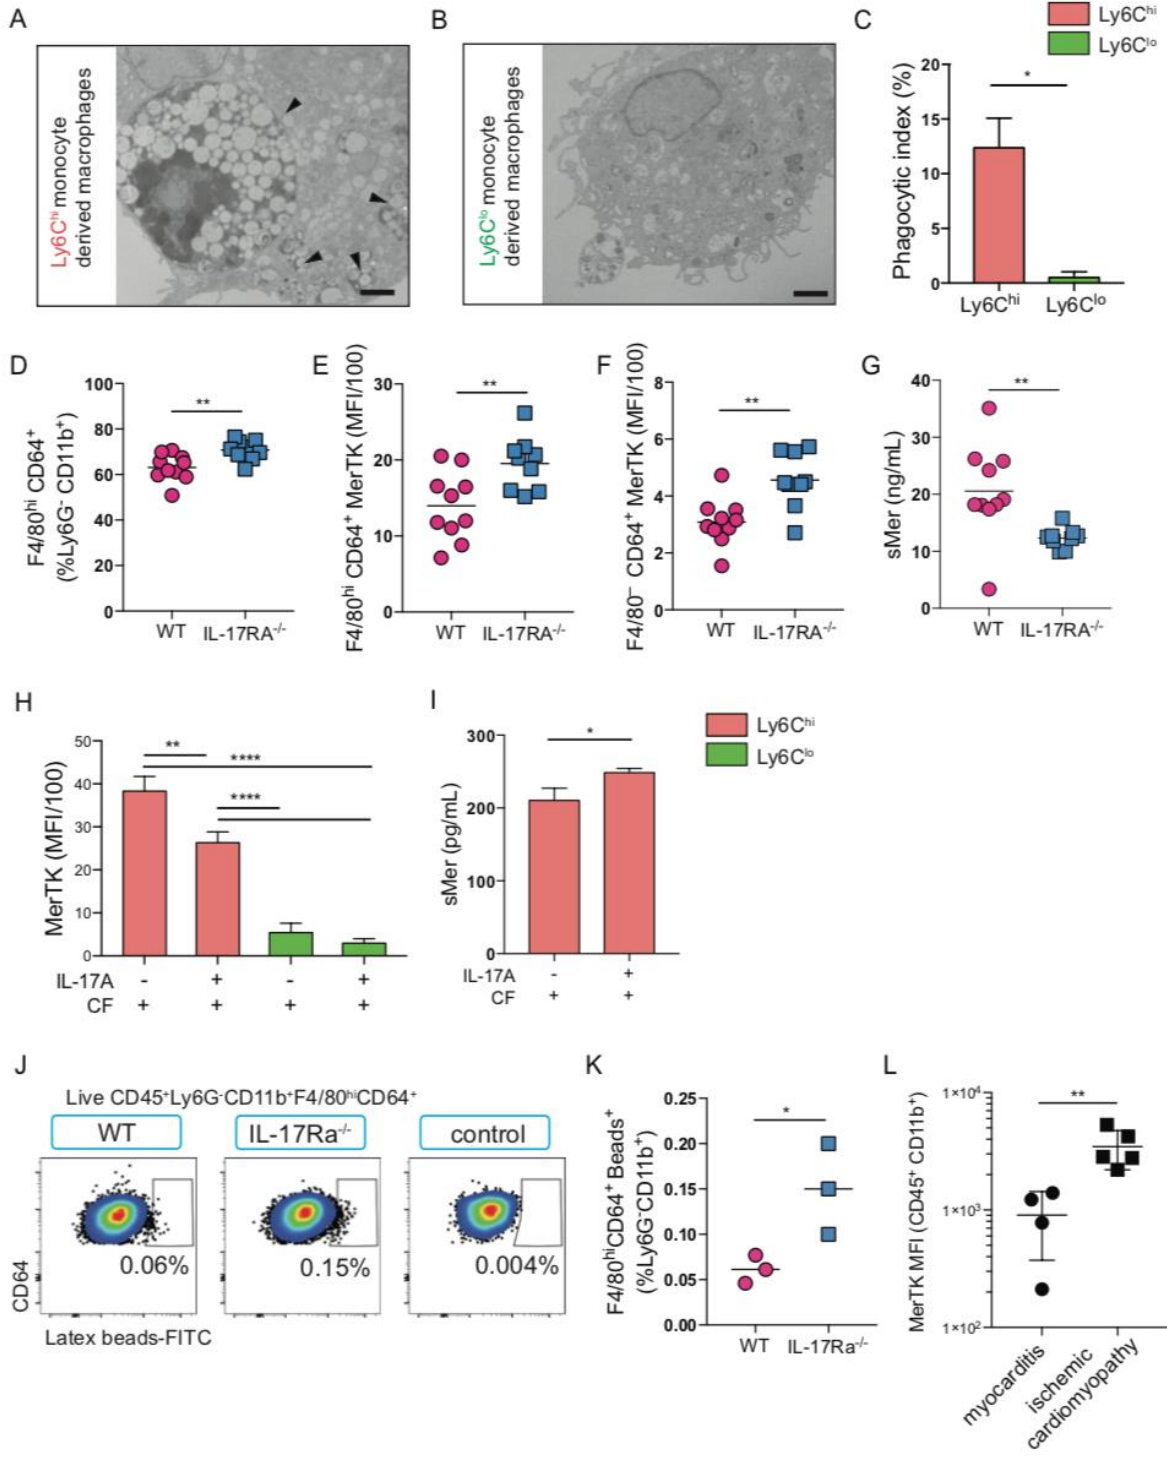 A
Ly6Cʰⁱ monocyte
derived macrophages
B
Ly6Cˡᵒ monocyte
derived macrophages
C
Ly6Cʰⁱ
Ly6Cˡᵒ
Phagocytic index (%)
20
15
10
5
0
*
Ly6Cʰⁱ Ly6Cˡᵒ
D
F4/80ʰⁱ CD64⁺
(%Ly6G⁻ CD11b⁺)
100
80
60
40
20
0
**
WT IL-17RA⁻/⁻
E
F4/80ʰⁱ CD64⁺ MerTK (MFI/100)
30
20
10
0
**
WT IL-17RA⁻/⁻
F
F4/80⁻ CD64⁺ MerTK (MFI/100)
8
6
4
2
0
**
WT IL-17RA⁻/⁻
G
sMer (ng/mL)
40
30
20
10
0
**
WT IL-17RA⁻/⁻
H
MerTK (MFI/100)
50
40
30
20
10
0
**
****
****
IL-17A - + - +
CF + + + +
I
sMer (pg/mL)
300
200
100
0
*
IL-17A - +
CF + +
Ly6Cʰⁱ
Ly6Cˡᵒ
J
Live CD45⁺Ly6G⁻CD11b⁺F4/80ʰⁱCD64⁺
WT IL-17Ra⁻/⁻ control
0.06% 0.15% 0.004%
CD64
Latex beads-FITC
K
F4/80ʰⁱCD64⁺ Beads⁺
(%Ly6G⁻CD11b⁺)
0.25
0.20
0.15
0.10
0.05
0.00
*
WT IL-17Ra⁻/⁻
L
MerTK MFI (CD45⁺ CD11b⁺)
1×10⁴
1×10³
1×10²
**
myocarditis
ischemic
cardiomyopathy